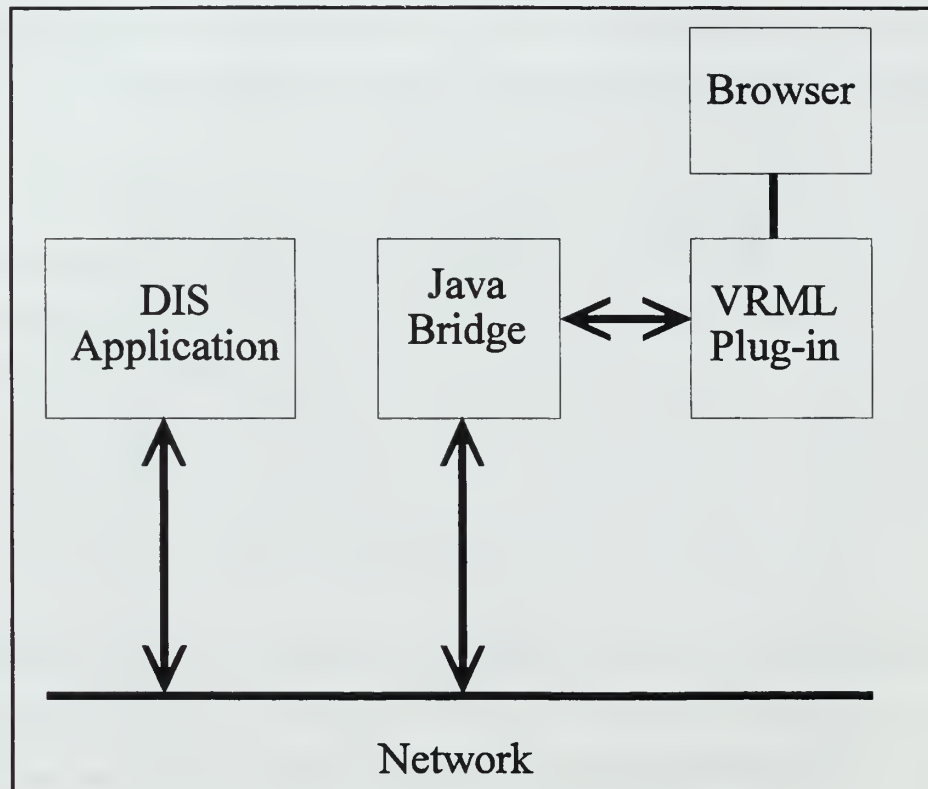 Browser
DIS
Application
Java
Bridge
VRML
Plug-in
Network